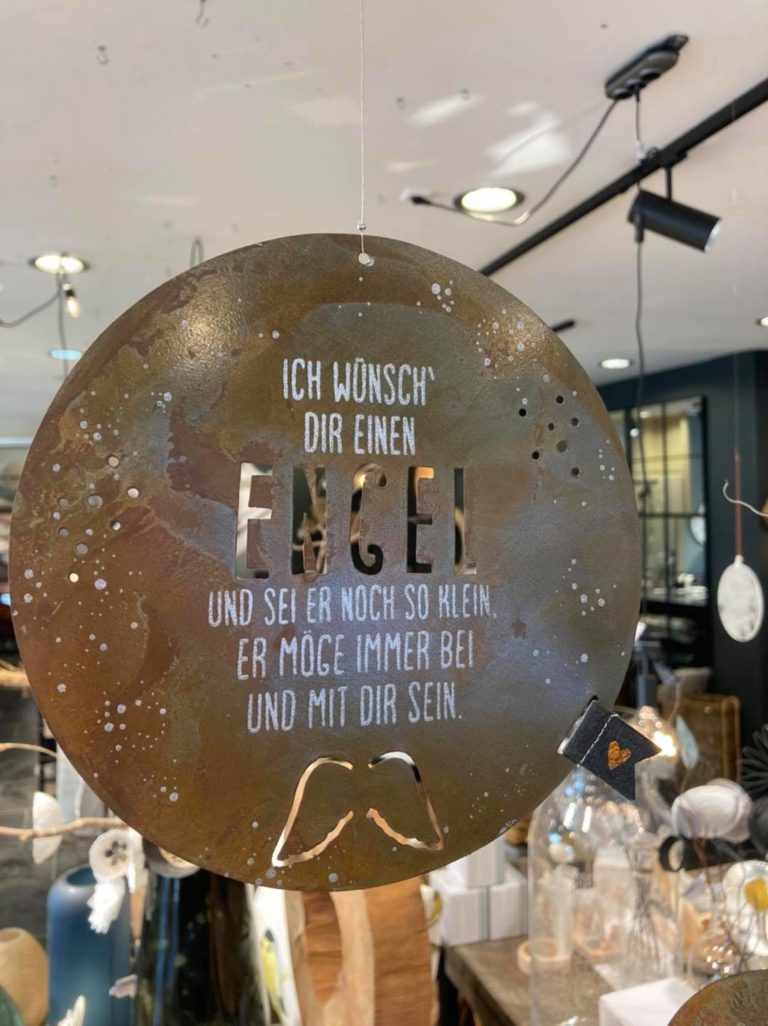 ICH WÜNSCH'
DIR EINEN
ENGEL
UND SEI ER NOCH SO KLEIN,
ER MÖGE IMMER BEI
UND MIT DIR SEIN.